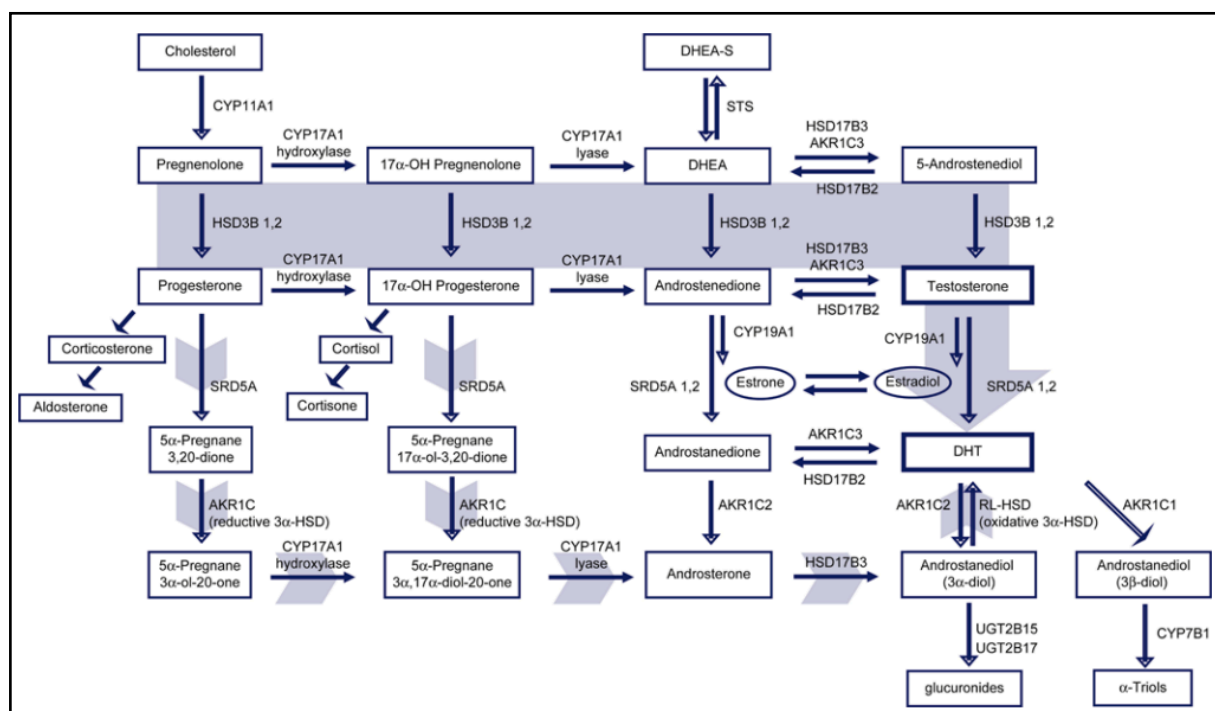 Cholesterol
DHEA-S
CYP11A1
STS
CYP17A1
hydroxylase
CYP17A1
lyase
HSD17B3
AKR1C3
Pregnenolone
17α-OH Pregnenolone
DHEA
5-Androstenediol
HSD17B2
HSD3B 1,2
HSD3B 1,2
HSD3B 1,2
HSD3B 1,2
CYP17A1
hydroxylase
CYP17A1
lyase
HSD17B3
AKR1C3
Progesterone
17α-OH Progesterone
Androstenedione
Testosterone
HSD17B2
Corticosterone
Cortisol
CYP19A1
CYP19A1
SRD5A
SRD5A
SRD5A 1,2
Estrone
Estradiol
SRD5A 1,2
Aldosterone
Cortisone
5α-Pregnane
3,20-dione
5α-Pregnane
17α-ol-3,20-dione
Androstanedione
AKR1C3
HSD17B2
DHT
AKR1C
(reductive 3α-HSD)
AKR1C
(reductive 3α-HSD)
AKR1C2
AKR1C2
RL-HSD
(oxidative 3α-HSD)
AKR1C1
CYP17A1
hydroxylase
CYP17A1
lyase
HSD17B3
5α-Pregnane
3α-ol-20-one
5α-Pregnane
3α,17α-diol-20-one
Androsterone
Androstanediol
(3α-diol)
Androstanediol
(3β-diol)
UGT2B15
UGT2B17
CYP7B1
glucuronides
α-Triols